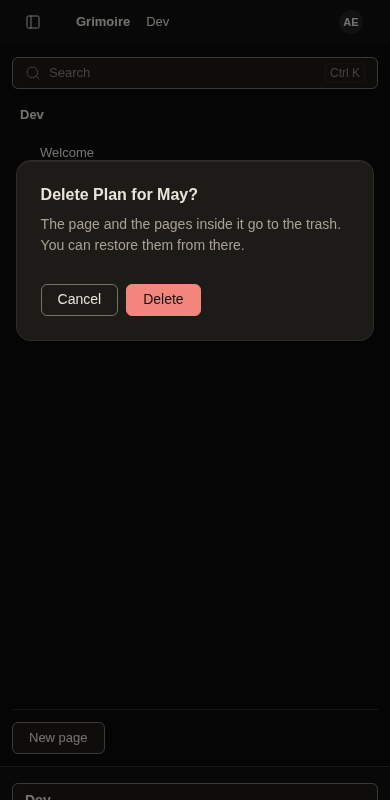 Grimoire Dev AE
Search Ctrl K
Dev
Welcome
Delete Plan for May?
The page and the pages inside it go to the trash.
You can restore them from there.
Cancel Delete
New page
Dev